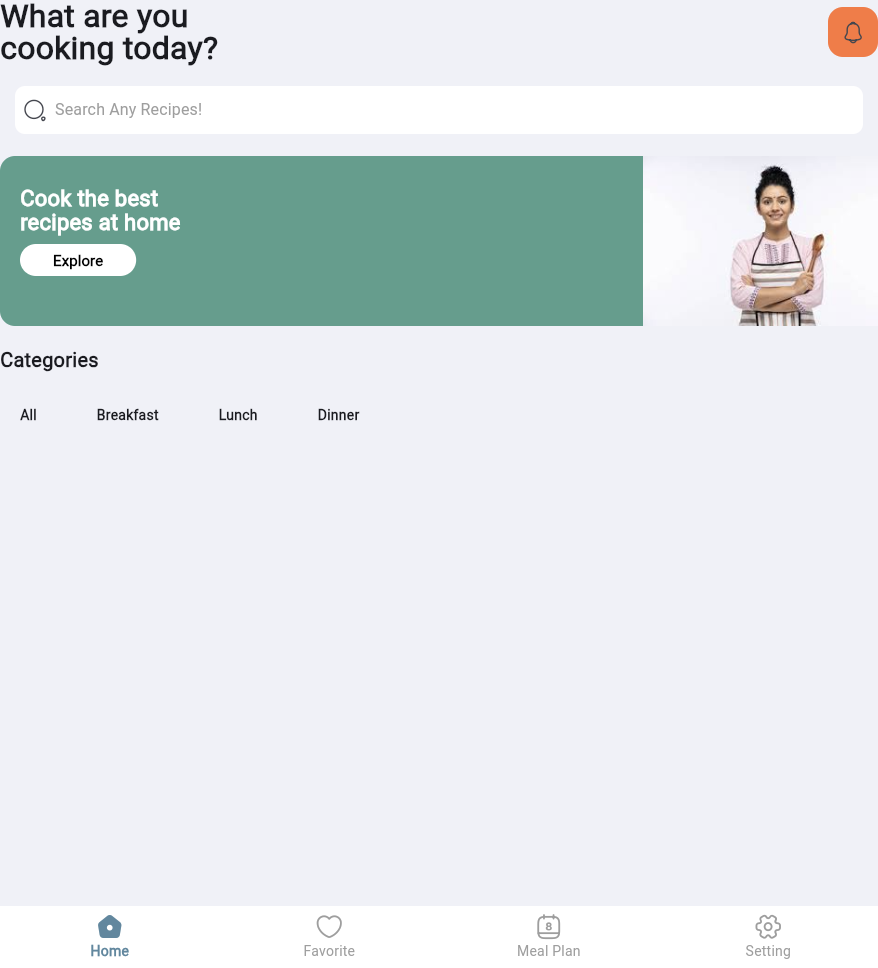 What are you
cooking today?
Search Any Recipes!
Cook the best
recipes at home
Explore
Categories
All Breakfast Lunch Dinner
8
Home Favorite Meal Plan Setting